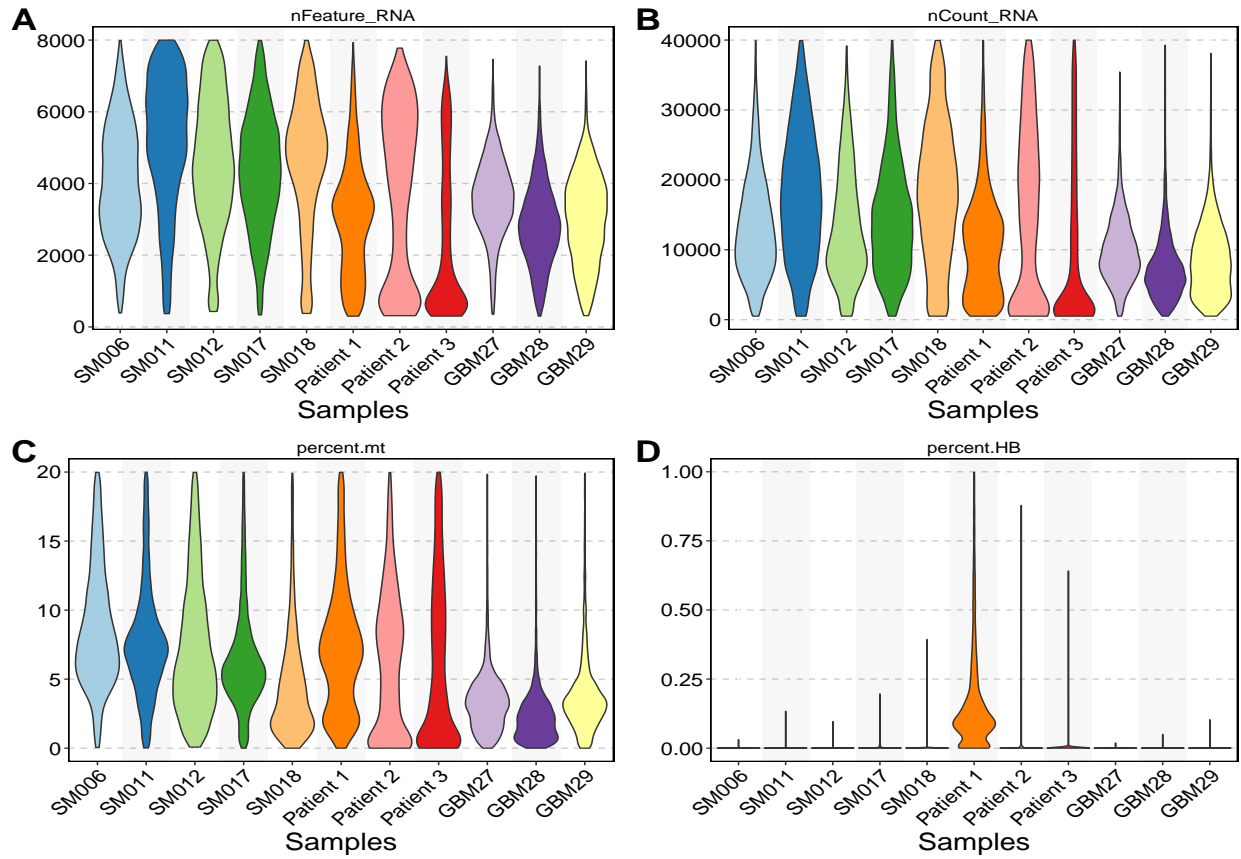 A
nFeature_RNA
8000
6000
4000
2000
0
SM006 SM011 SM012 SM017 SM018 Patient 1 Patient 2 Patient 3 GBM27 GBM28 GBM29
Samples
B
nCount_RNA
40000
30000
20000
10000
0
SM006 SM011 SM012 SM017 SM018 Patient 1 Patient 2 Patient 3 GBM27 GBM28 GBM29
Samples
C
percent.mt
20
15
10
5
0
SM006 SM011 SM012 SM017 SM018 Patient 1 Patient 2 Patient 3 GBM27 GBM28 GBM29
Samples
D
percent.HB
1.00
0.75
0.50
0.25
0.00
SM006 SM011 SM012 SM017 SM018 Patient 1 Patient 2 Patient 3 GBM27 GBM28 GBM29
Samples